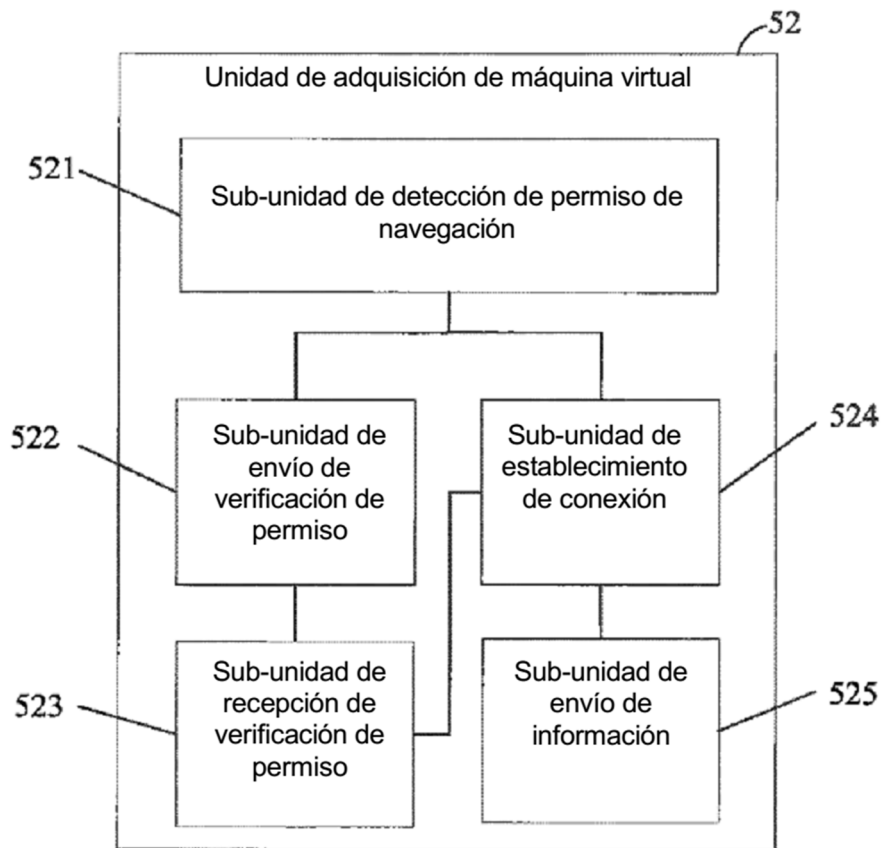 52
Unidad de adquisición de máquina virtual
521
Sub-unidad de detección de permiso de
navegación
522
Sub-unidad de
envío de
verificación de
permiso
524
Sub-unidad de
establecimiento
de conexión
523
Sub-unidad de
recepción de
verificación de
permiso
525
Sub-unidad de
envío de
información